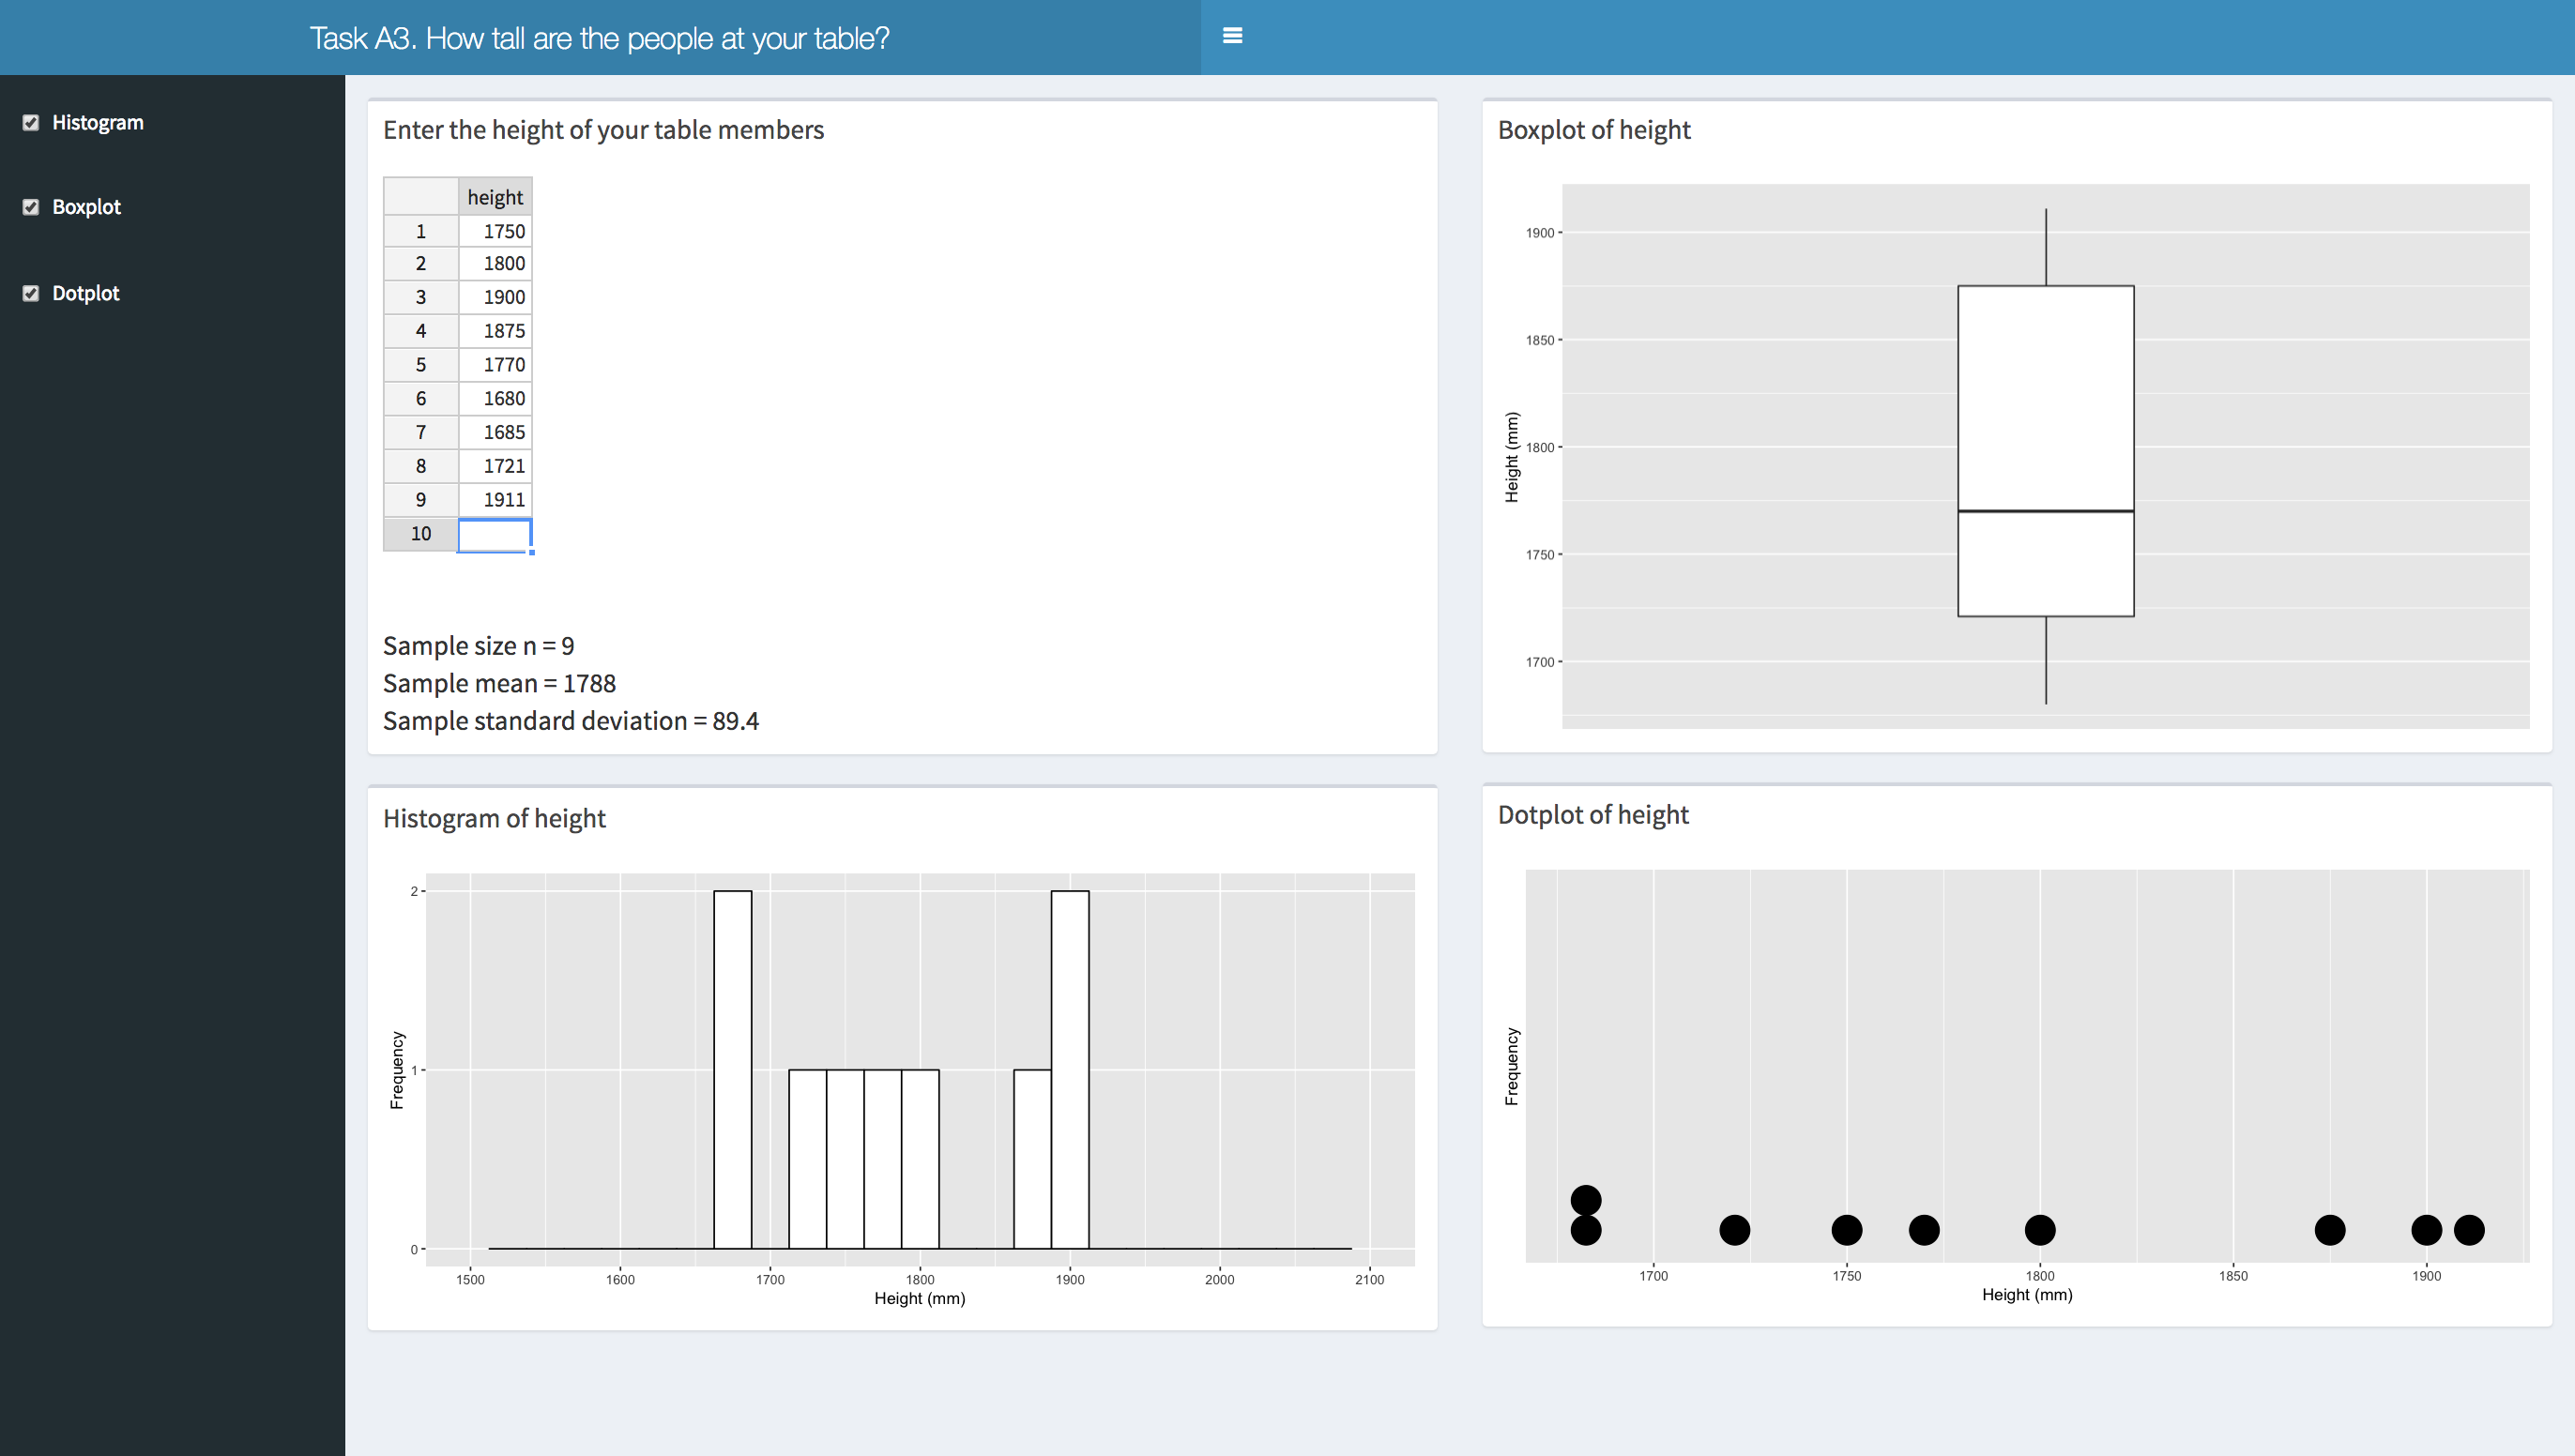 Task A3. How tall are the people at your table?
Histogram
Boxplot
Dotplot
Enter the height of your table members
height
1 1750
2 1800
3 1900
4 1875
5 1770
6 1680
7 1685
8 1721
9 1911
10
Sample size n = 9
Sample mean = 1788
Sample standard deviation = 89.4
Boxplot of height
Height (mm)
1900
1850
1800
1750
1700
Histogram of height
Frequency
2
1
0
1500 1600 1700 1800 1900 2000 2100
Height (mm)
Dotplot of height
Frequency
1700 1750 1800 1850 1900
Height (mm)